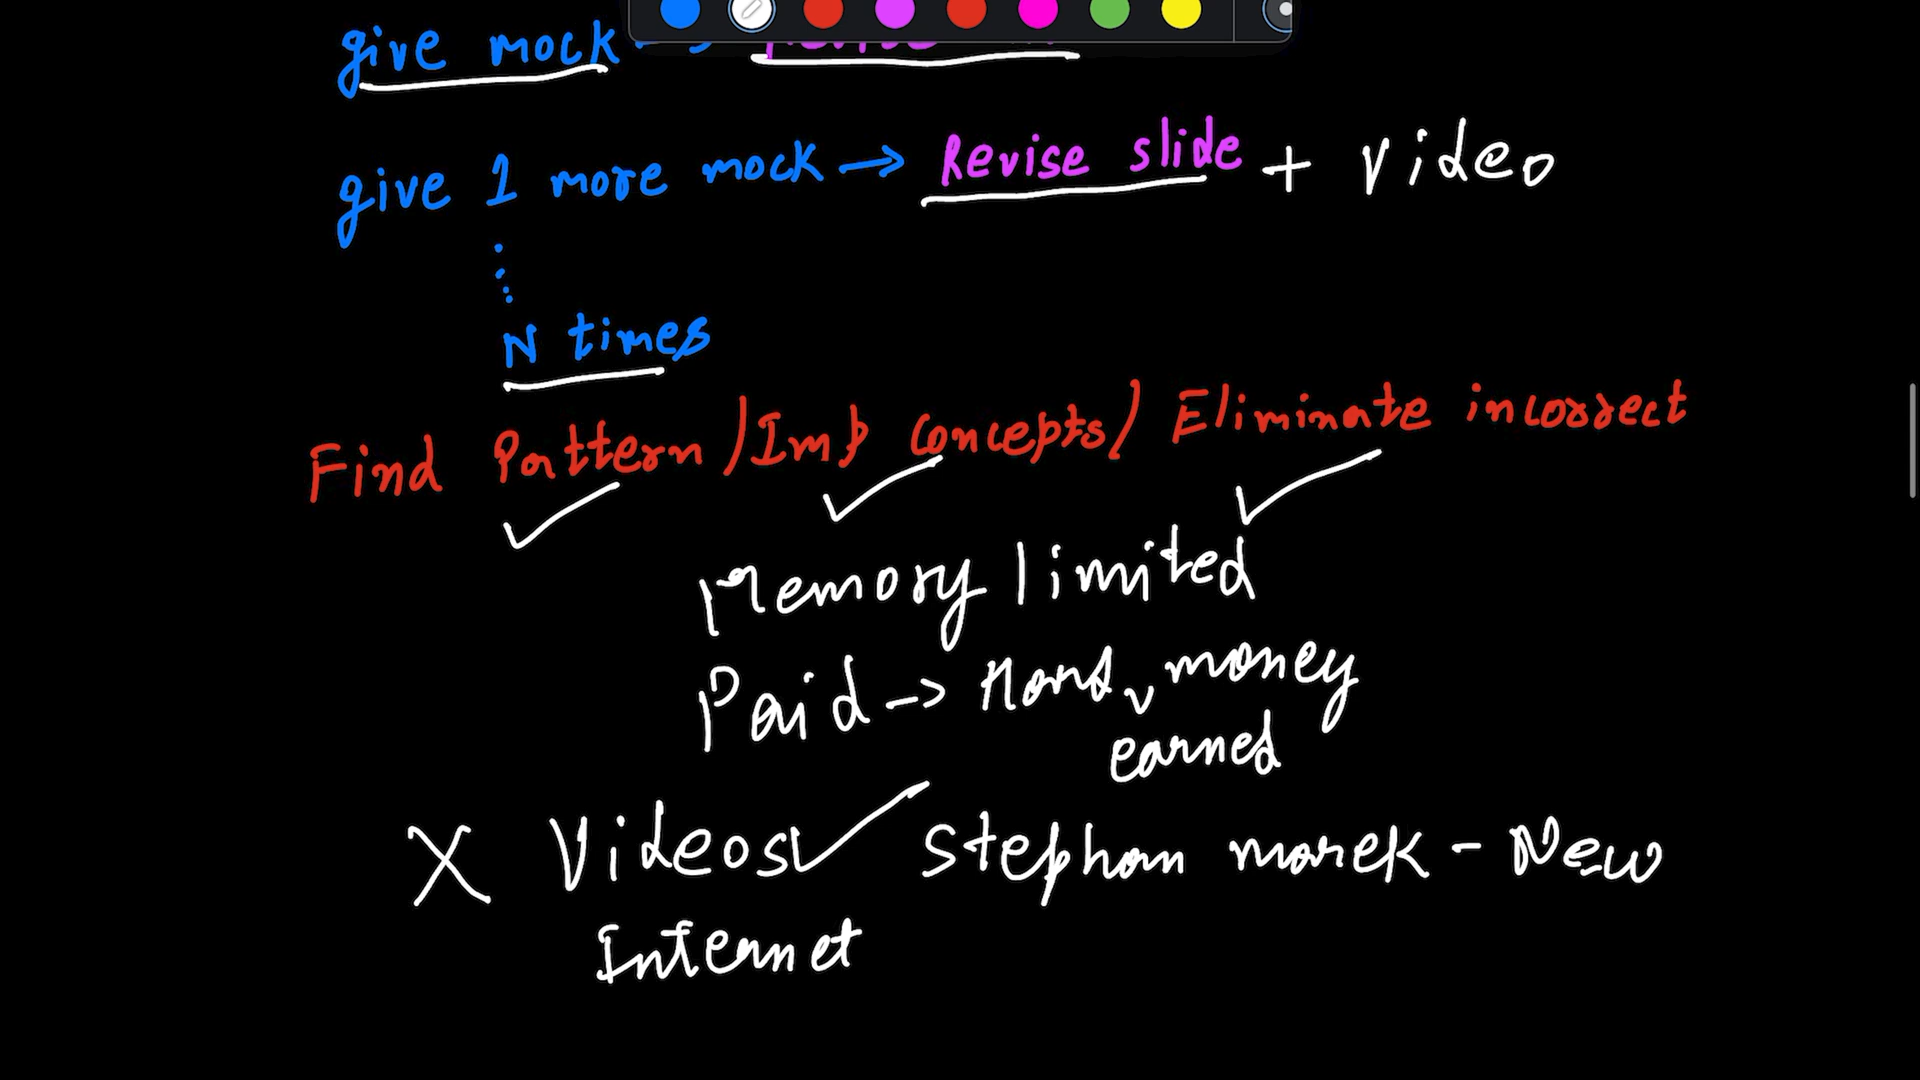 give mock
give 1 more mock → Revise slide + Video
N times
Find Pattern / Imp Concepts / Eliminate incorrect
Memory limited
Paid → Hard money
earned
X Videos Stephan marek - New
Internet